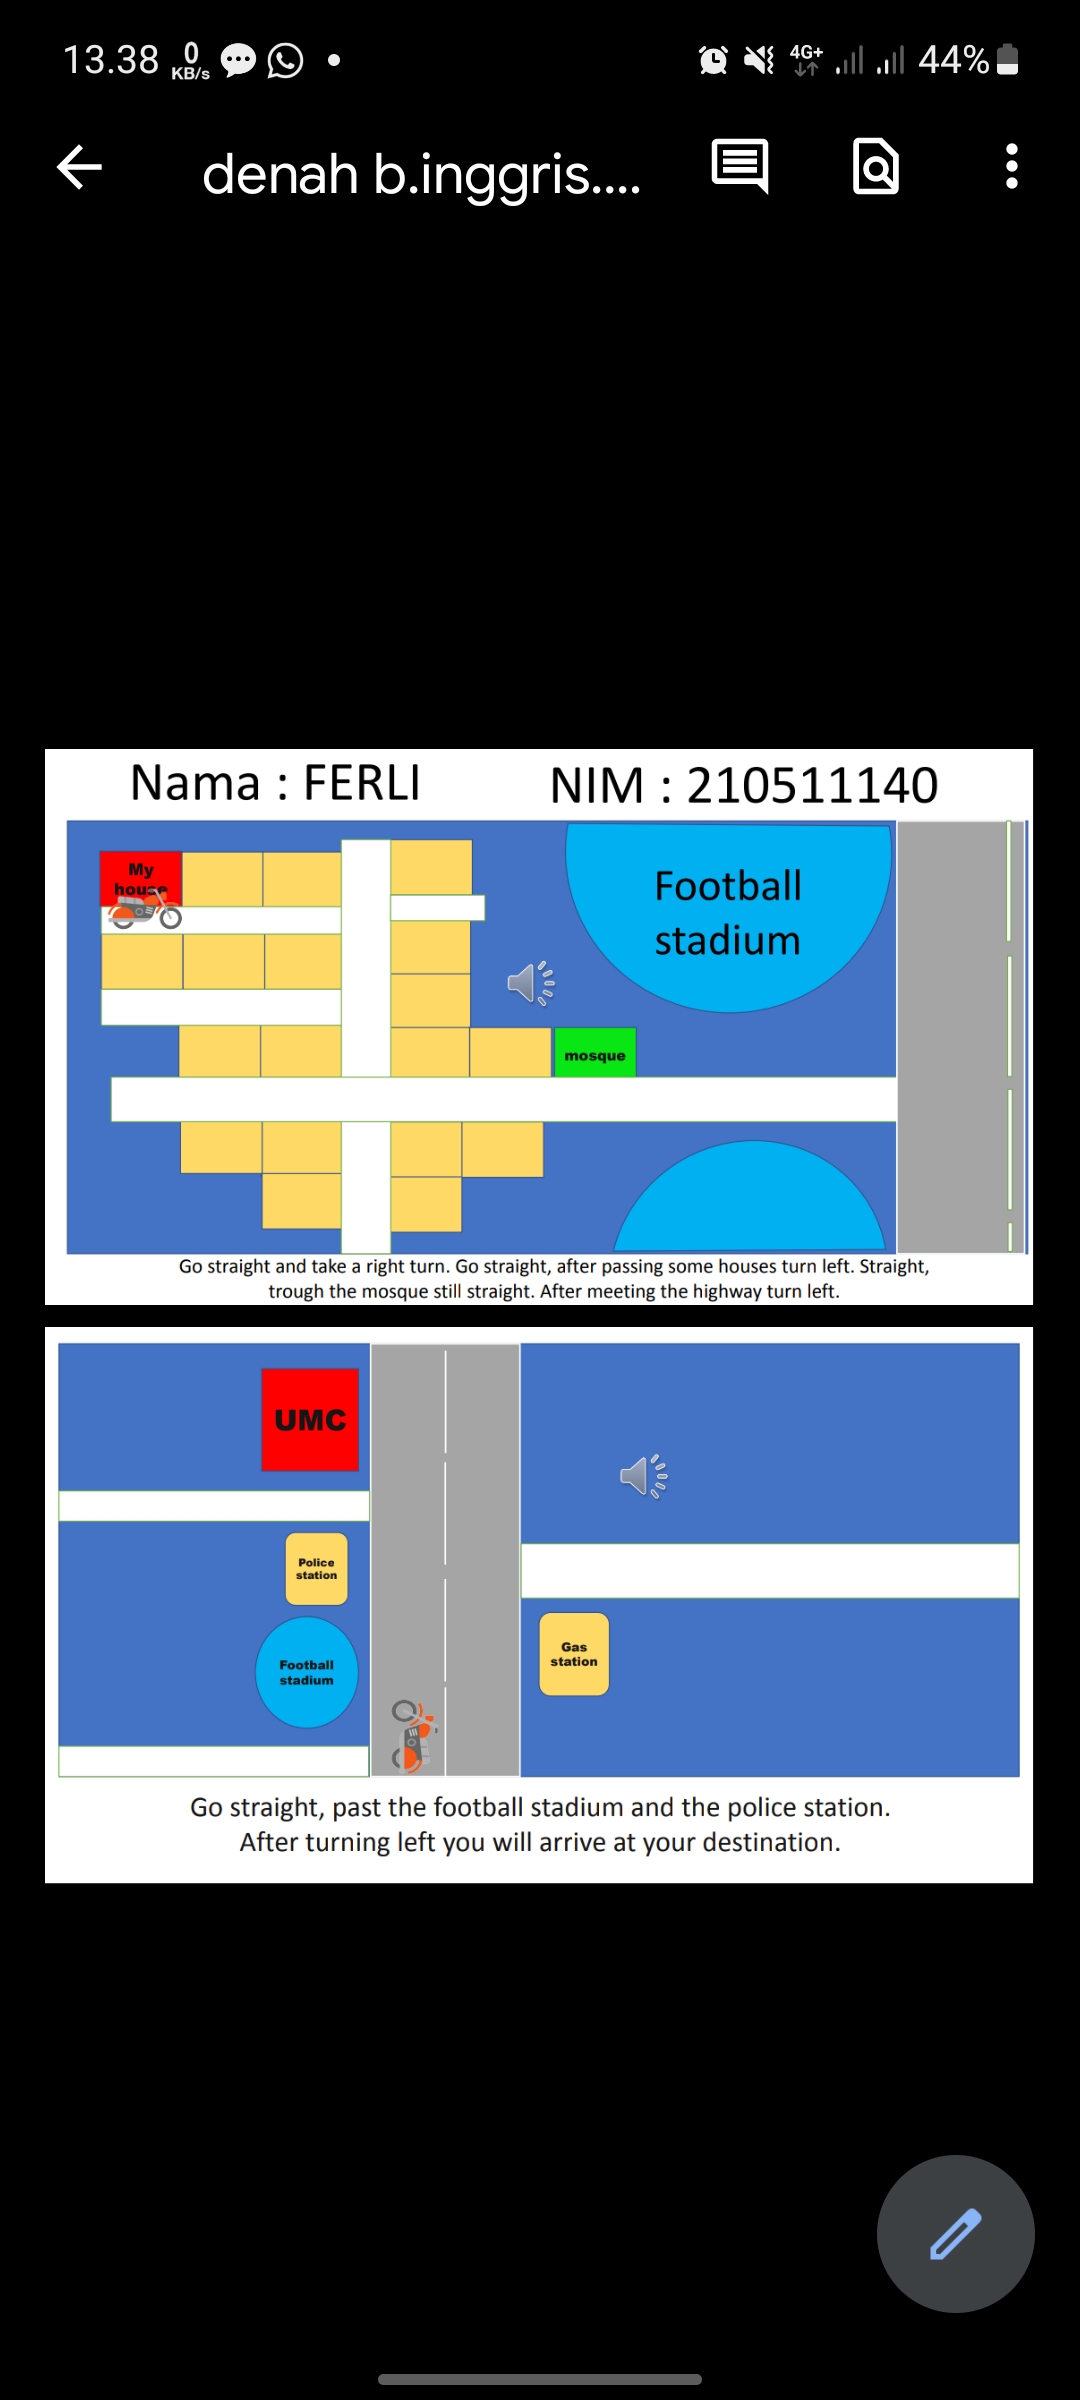 13.38 0 KB/s 4G+ 44%
denah b.inggris....
Nama : FERLI NIM : 210511140
My
house
Football
stadium
mosque
Go straight and take a right turn. Go straight, after passing some houses turn left. Straight,
trough the mosque still straight. After meeting the highway turn left.
UMC
Police
station
Gas
station
Football
stadium
Go straight, past the football stadium and the police station.
After turning left you will arrive at your destination.